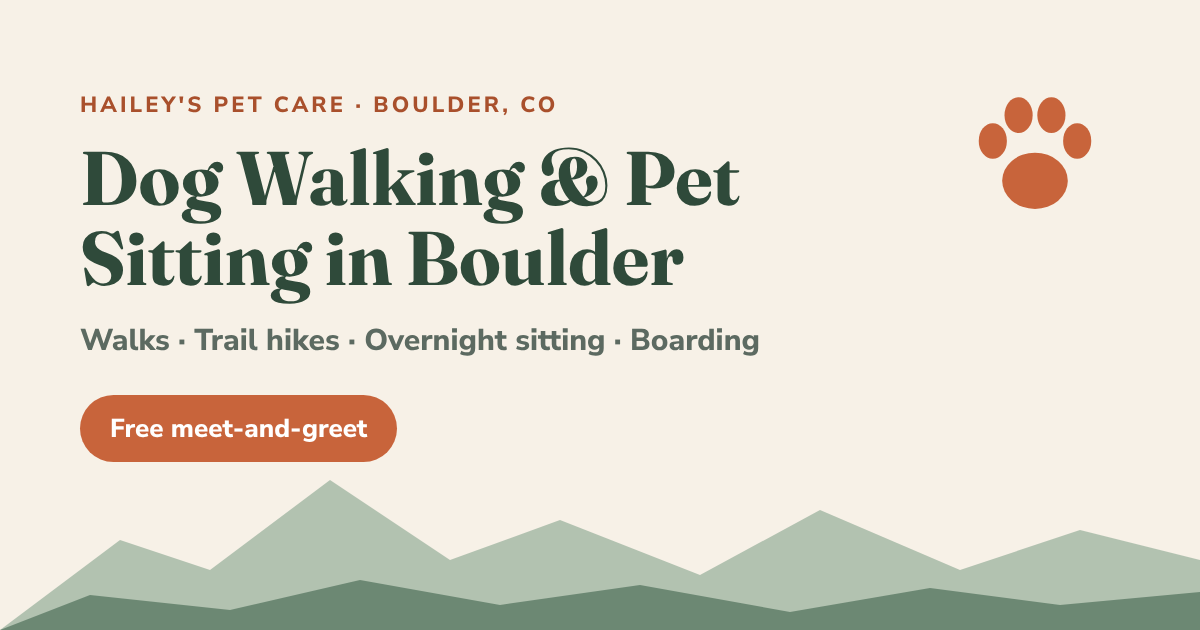 HAILEY'S PET CARE · BOULDER, CO
Dog Walking & Pet
Sitting in Boulder
Walks · Trail hikes · Overnight sitting · Boarding
Free meet-and-greet